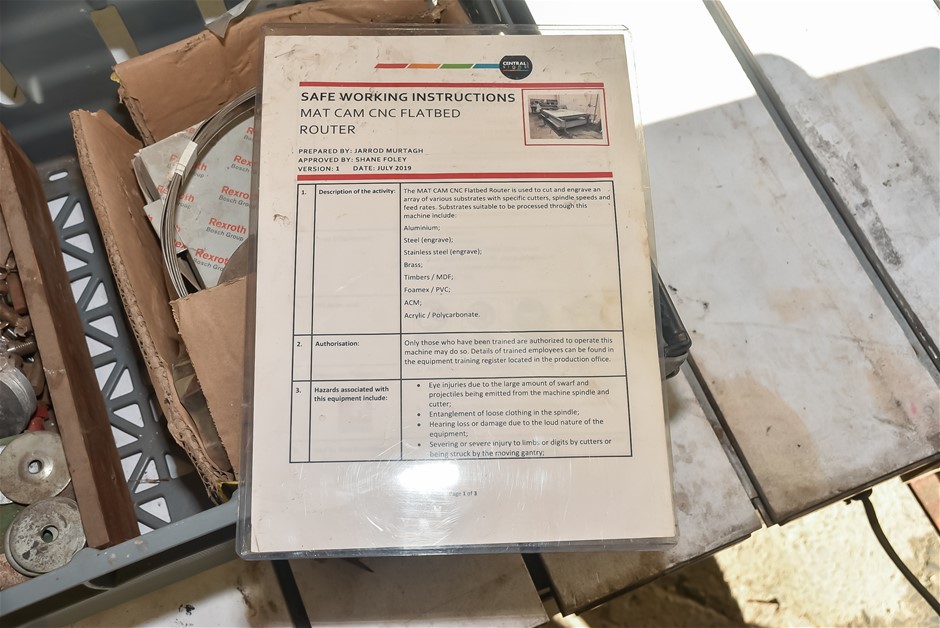 CENTRAL
SIGNS
SAFE WORKING INSTRUCTIONS
MAT CAM CNC FLATBED
ROUTER
PREPARED BY: JARROD MURTAGH
APPROVED BY: SHANE FOLEY
VERSION: 1 DATE: JULY 2019
1. Description of the activity: The MAT CAM CNC Flatbed Router is used to cut and engrave an
array of various substrates with specific cutters, spindle speeds and
feed rates. Substrates suitable to be processed through this
machine include:
Aluminium;
Steel (engrave);
Stainless steel (engrave);
Brass;
Timbers / MDF;
Foamex / PVC;
ACM;
Acrylic / Polycarbonate.
2. Authorisation: Only those who have been trained are authorized to operate this
machine may do so. Details of trained employees can be found in
the equipment training register located in the production office.
3. Hazards associated with
this equipment include:
• Eye injuries due to the large amount of swarf and
projectiles being emitted from the machine spindle and
cutter;
• Entanglement of loose clothing in the spindle;
• Hearing loss or damage due to the loud nature of the
equipment;
• Severing or severe injury to limbs or digits by cutters or
being struck by the moving gantry;
Page 1 of 3
Rexroth
Rexroth
Bosch Group
Rexroth
Bosch Group
Rexroth
Bosch Group